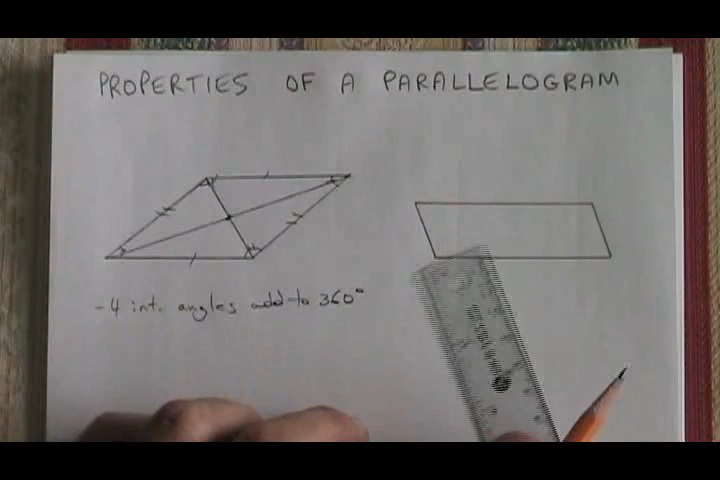 PROPERTIES OF A PARALLELOGRAM
- 4 int. angles add to 360°